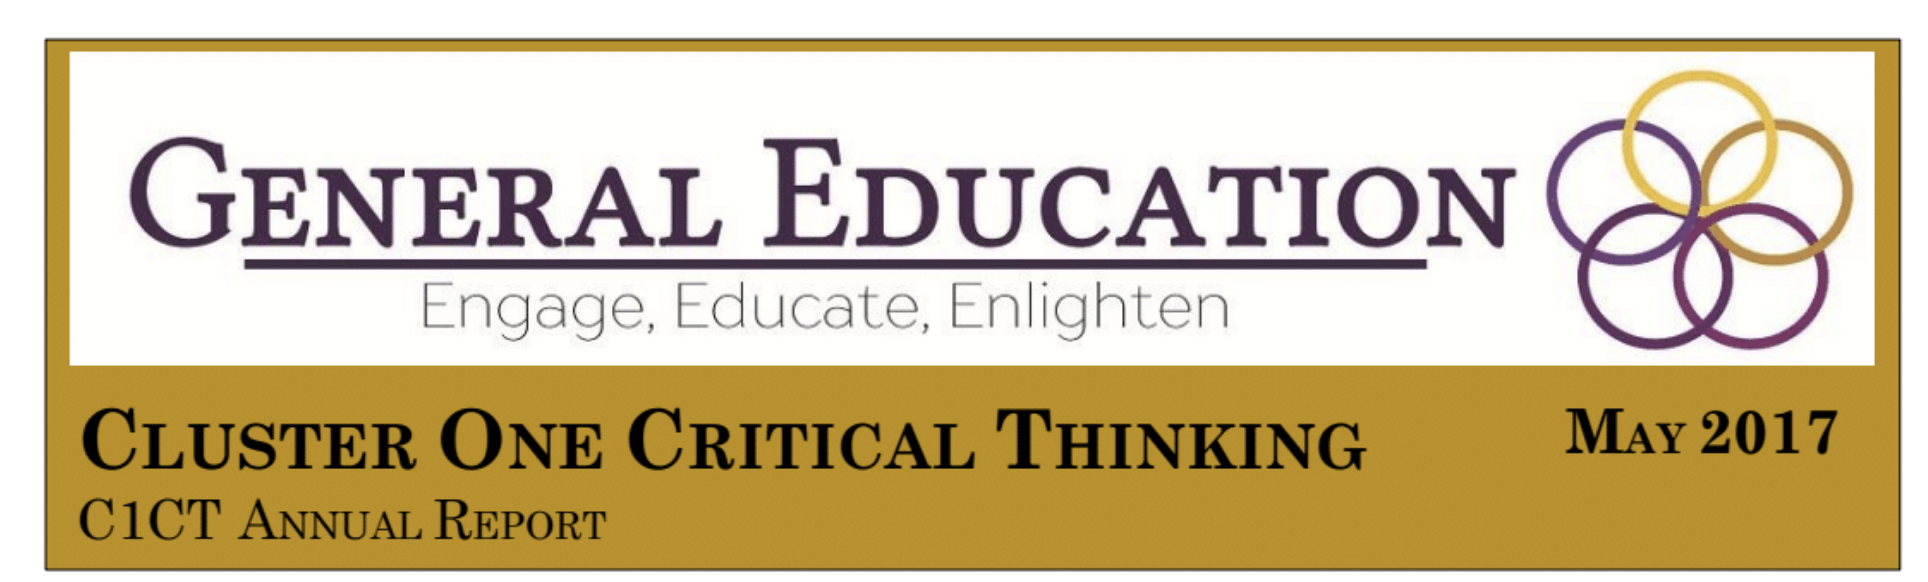 General Education
Engage, Educate, Enlighten
Cluster One Critical Thinking
May 2017
C1CT Annual Report